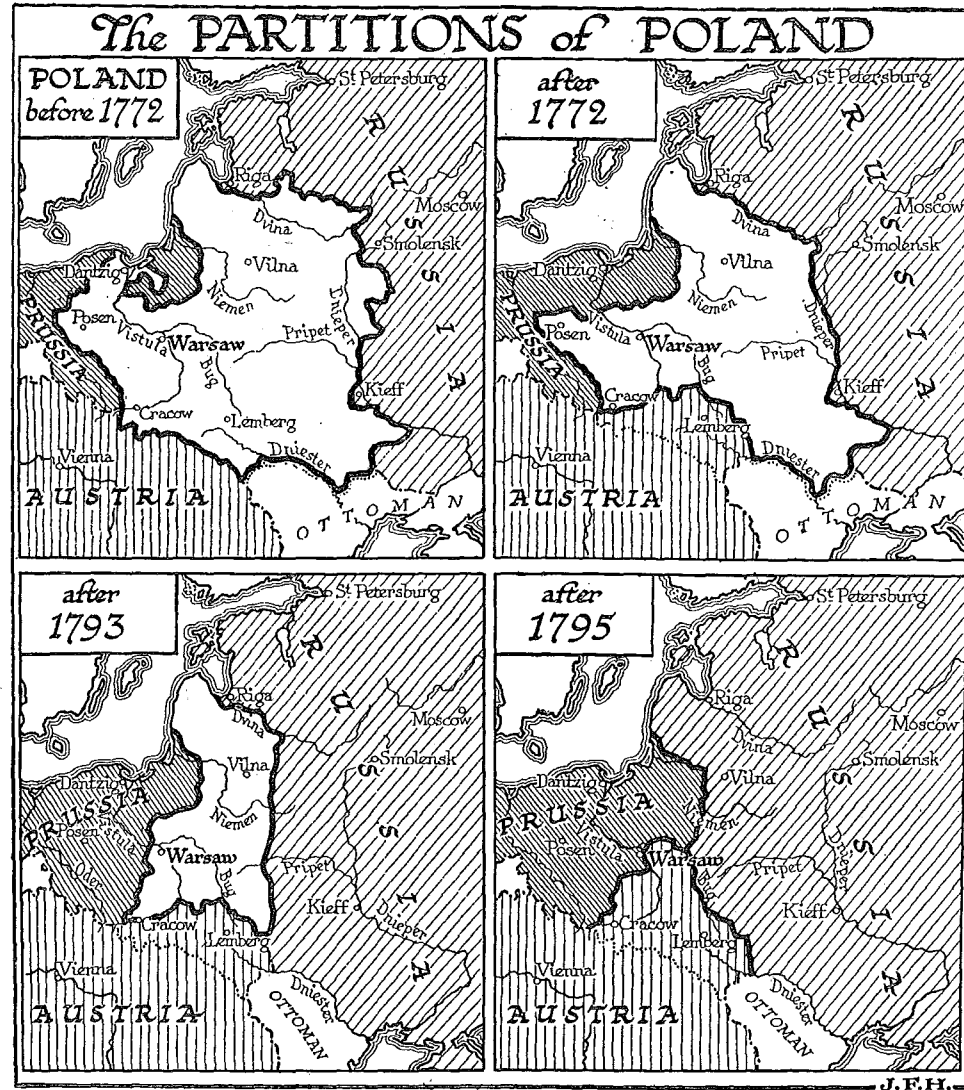 The PARTITIONS of POLAND
POLAND
before 1772
St Petersburg
RUSSIA
Riga
Moscow
Dvina
Smolensk
Dantzig
Vilna
Niemen
Dnieper
PRUSSIA
Posen
Vistula
Warsaw
Pripet
Bug
Kieff
Cracow
Lemberg
Vienna
Dniester
AUSTRIA
OTTOMAN
after
1772
St Petersburg
RUSSIA
Riga
Moscow
Dvina
Smolensk
Dantzig
Vilna
Niemen
Dnieper
PRUSSIA
Posen
Vistula
Warsaw
Pripet
Bug
Kieff
Cracow
Lemberg
Vienna
Dniester
AUSTRIA
OTTOMAN
after
1793
St Petersburg
RUSSIA
Riga
Moscow
Dvina
Smolensk
Dantzig
Vilna
PRUSSIA
Niemen
Posen
Vistula
Warsaw
Oder
Pripet
Bug
Kieff
Dnieper
Cracow
Lemberg
Vienna
Dniester
AUSTRIA
OTTOMAN
after
1795
St Petersburg
RUSSIA
Riga
Moscow
Dvina
Smolensk
Dantzig
Vilna
PRUSSIA
Niemen
Posen
Vistula
Warsaw
Pripet
Dnieper
Bug
Kieff
Cracow
Lemberg
Vienna
Dniester
AUSTRIA
OTTOMAN
J.F.H.